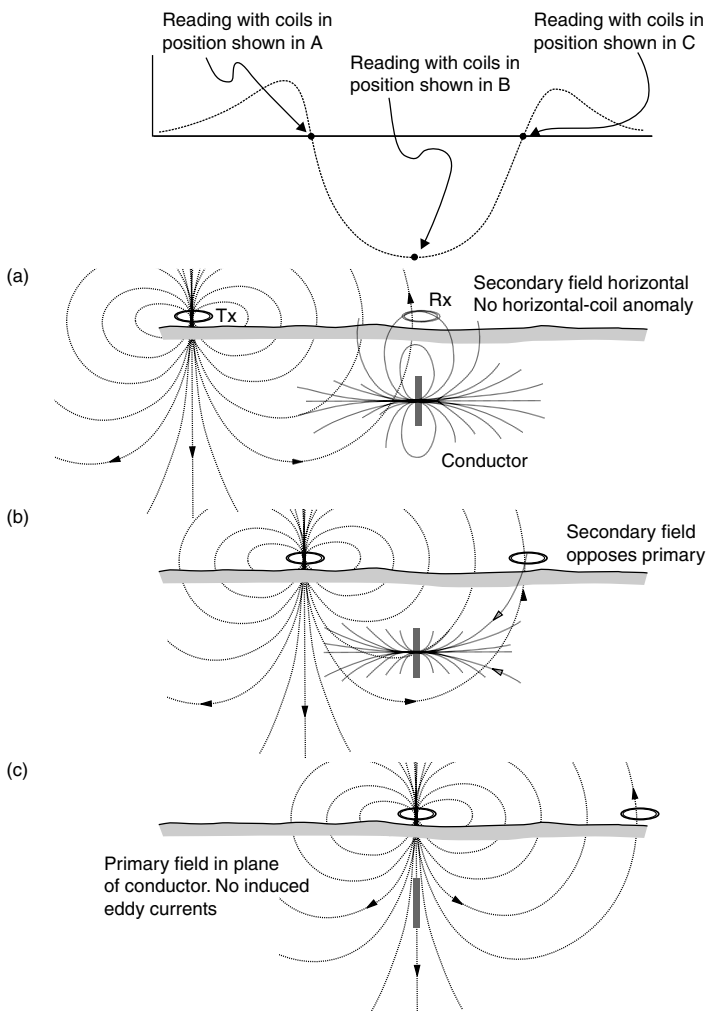 Reading with coils in
position shown in A
Reading with coils in
position shown in B
Reading with coils in
position shown in C
(a)
Tx
Rx
Secondary field horizontal
No horizontal-coil anomaly
Conductor
(b)
Secondary field
opposes primary
(c)
Primary field in plane
of conductor. No induced
eddy currents